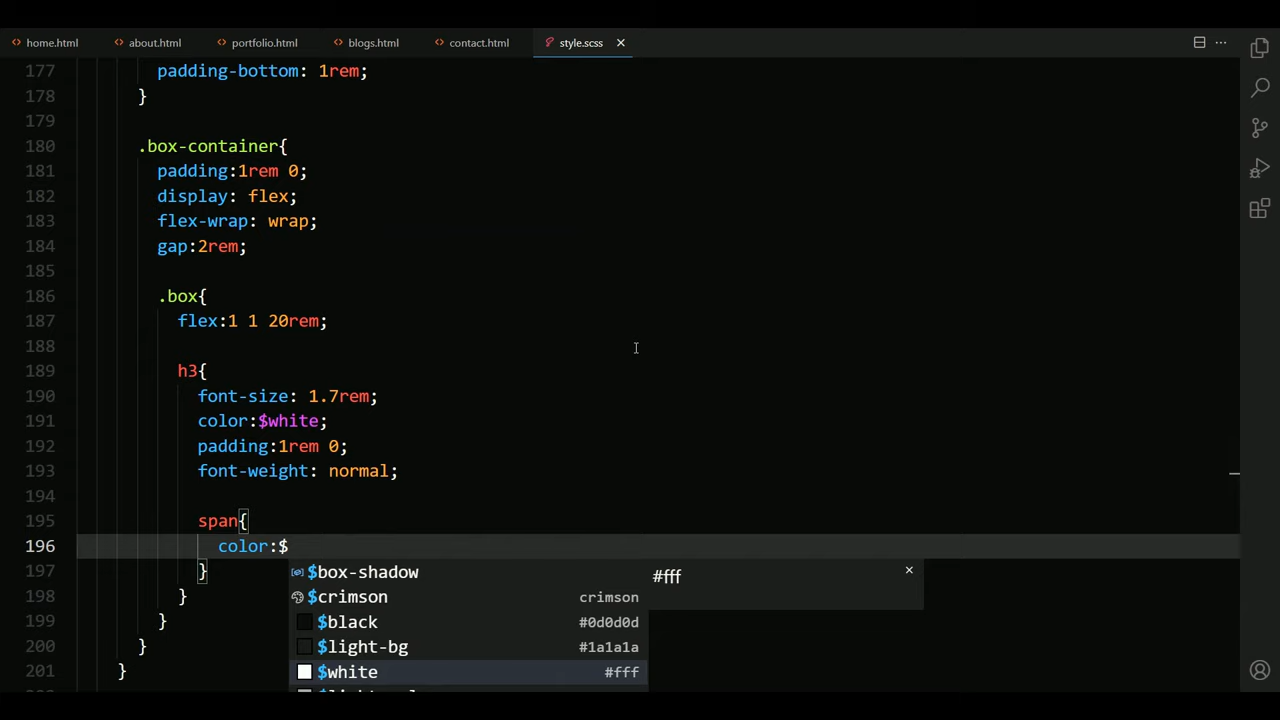 home.html about.html portfolio.html blogs.html contact.html style.scss
177 padding-bottom: 1rem;
178 }
179
180 .box-container{
181 padding:1rem 0;
182 display: flex;
183 flex-wrap: wrap;
184 gap:2rem;
185
186 .box{
187 flex:1 1 20rem;
188
189 h3{
190 font-size: 1.7rem;
191 color:$white;
192 padding:1rem 0;
193 font-weight: normal;
194
195 span{
196 color:$
197 }
$box-shadow #fff
198 }
$crimson crimson
199 }
$black #0d0d0d
200 }
$light-bg #1a1a1a
201 }
$white #fff